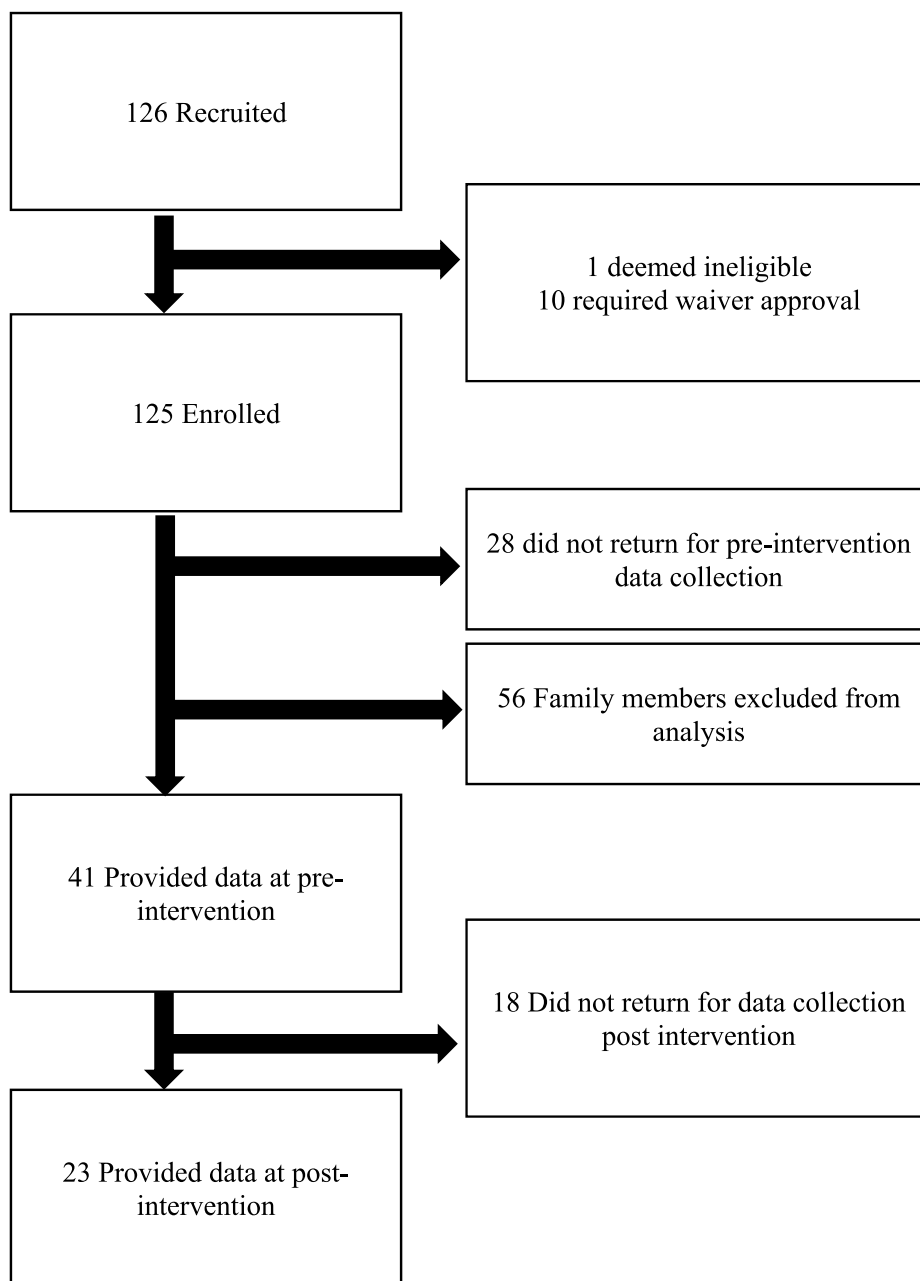 126 Recruited
1 deemed ineligible
10 required waiver approval
125 Enrolled
28 did not return for pre-intervention
data collection
56 Family members excluded from
analysis
41 Provided data at pre-
intervention
18 Did not return for data collection
post intervention
23 Provided data at post-
intervention